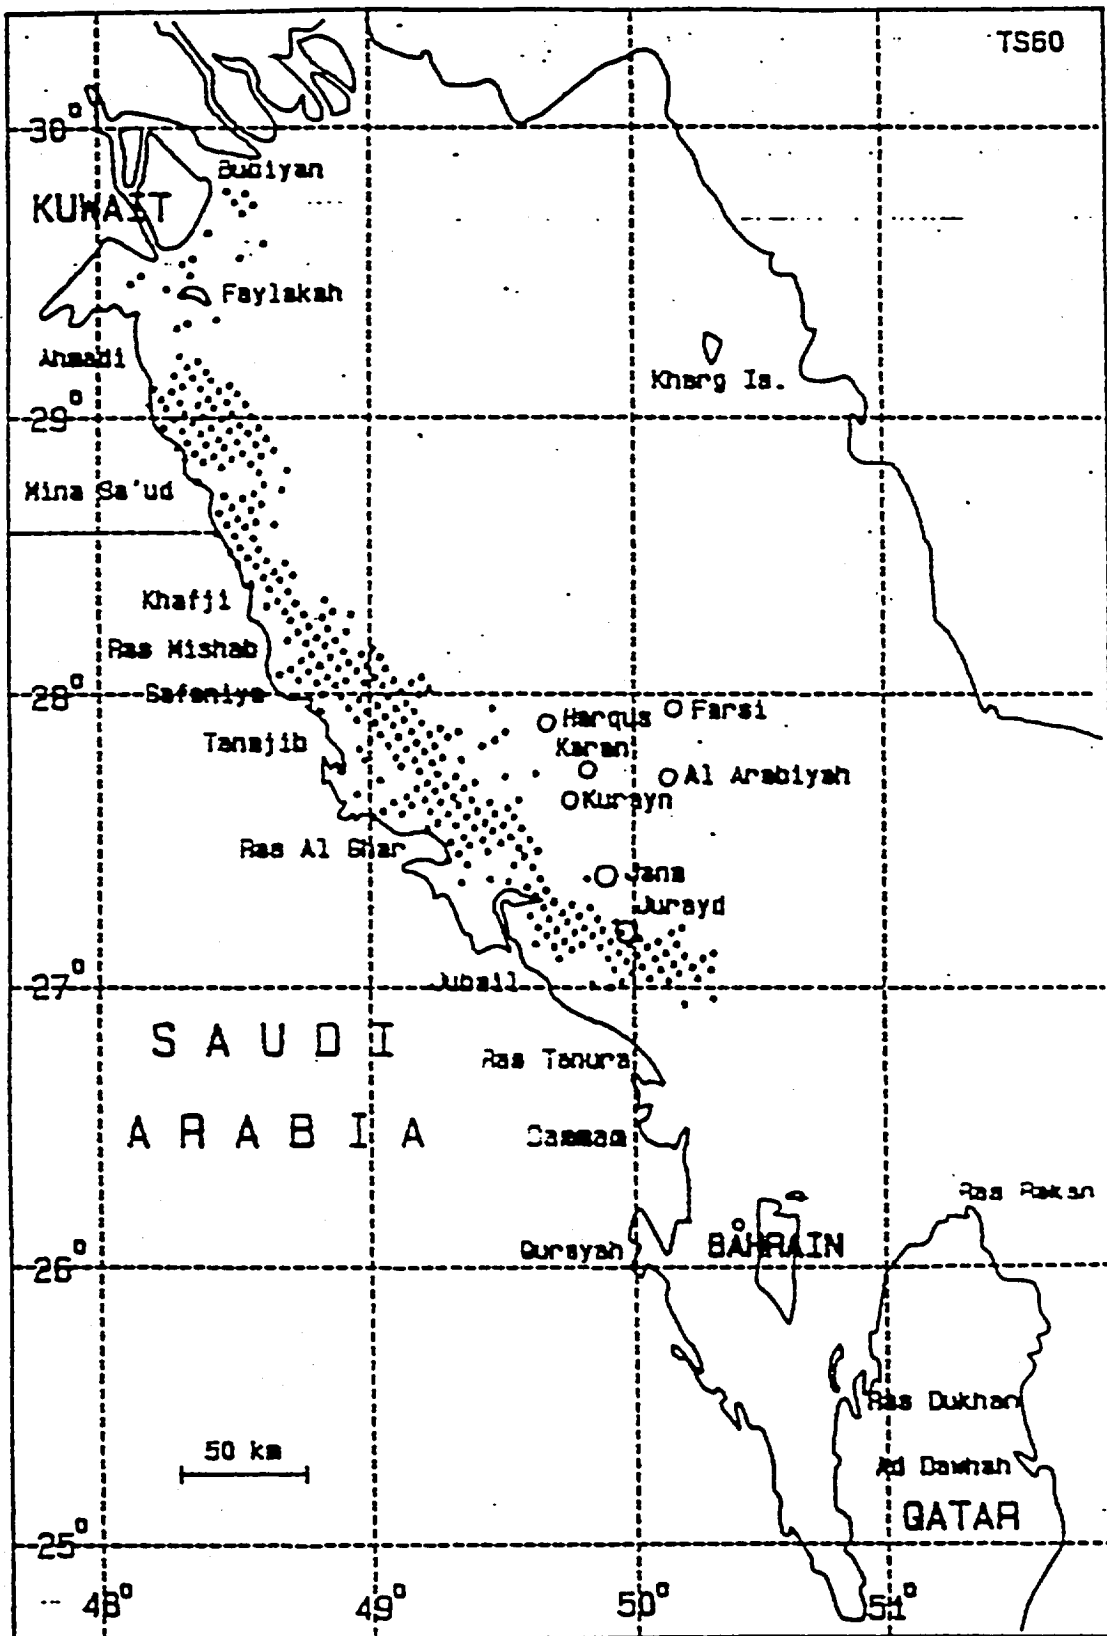 TS60
30°
Bubiyan
KUWAIT
Faylakah
Ahmadi
Kharg Is.
29°
Mina Sa'ud
Khafji
Ras Mishab
Safaniya
28°
Harqus
Farsi
Tanajib
Karan
Al Arabiyah
Kurayn
Ras Al Ghar
Jana
Jurayd
Jubail
27°
SAUDI
Ras Tanura
ARABIA
Dammam
Ras Rakan
Qurayah
BAHRAIN
26°
Ras Dukhan
50 km
Ad Dawhah
QATAR
25°
48°
49°
50°
51°